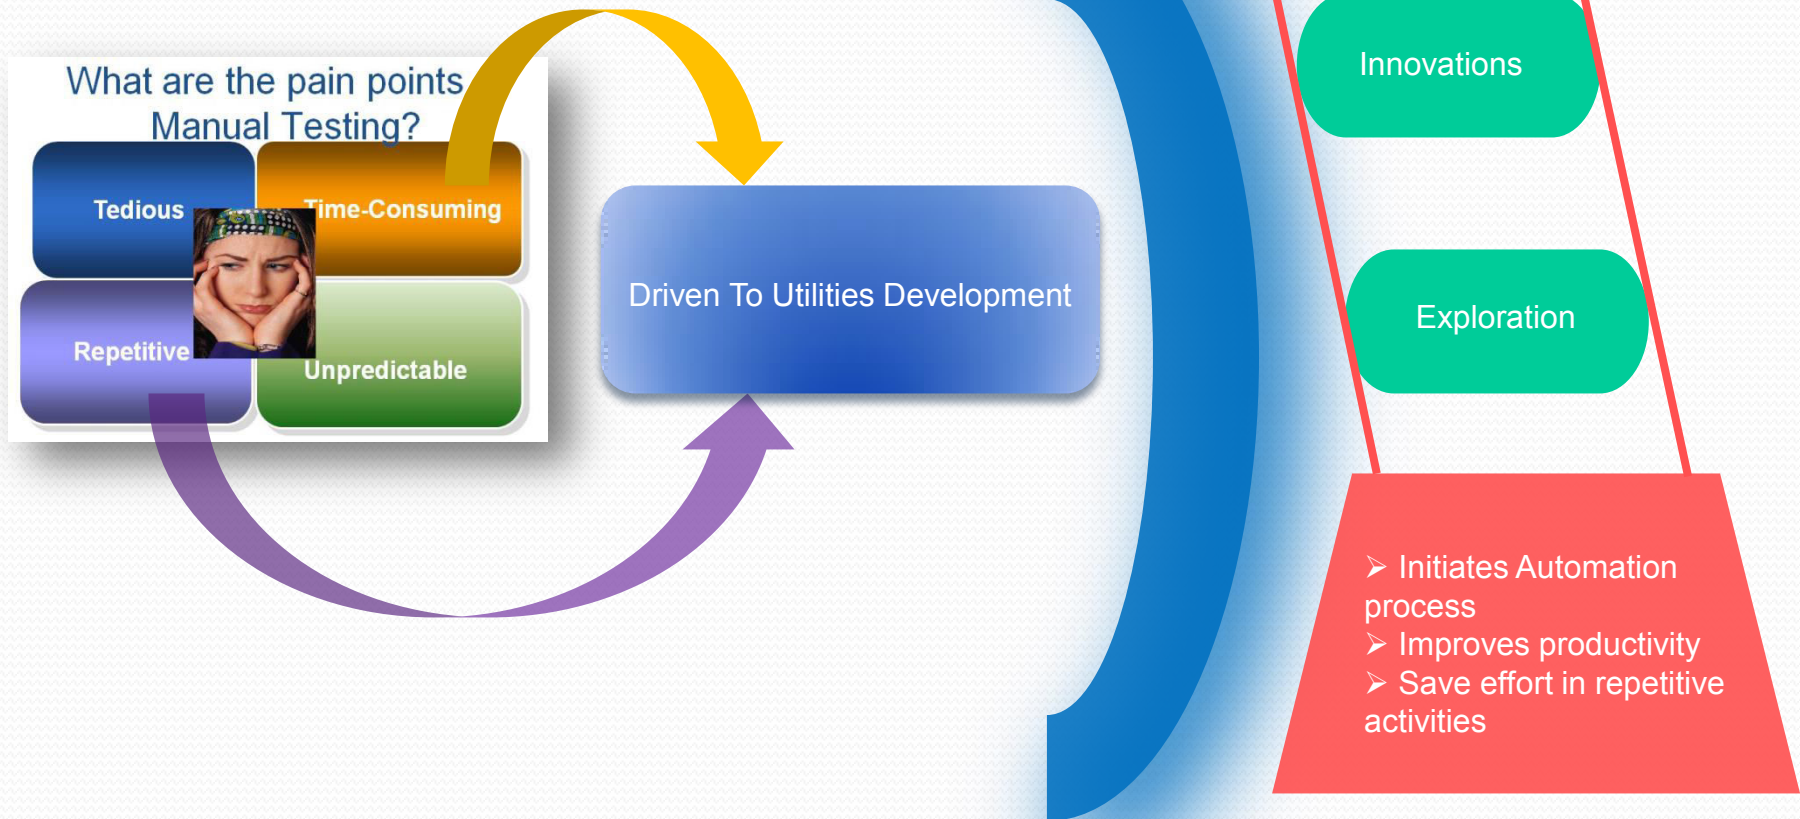 What are the pain points
Manual Testing?
Tedious
Time-Consuming
Repetitive
Unpredictable
Driven To Utilities Development
Innovations
Exploration
➢ Initiates Automation
process
➢ Improves productivity
➢ Save effort in repetitive
activities